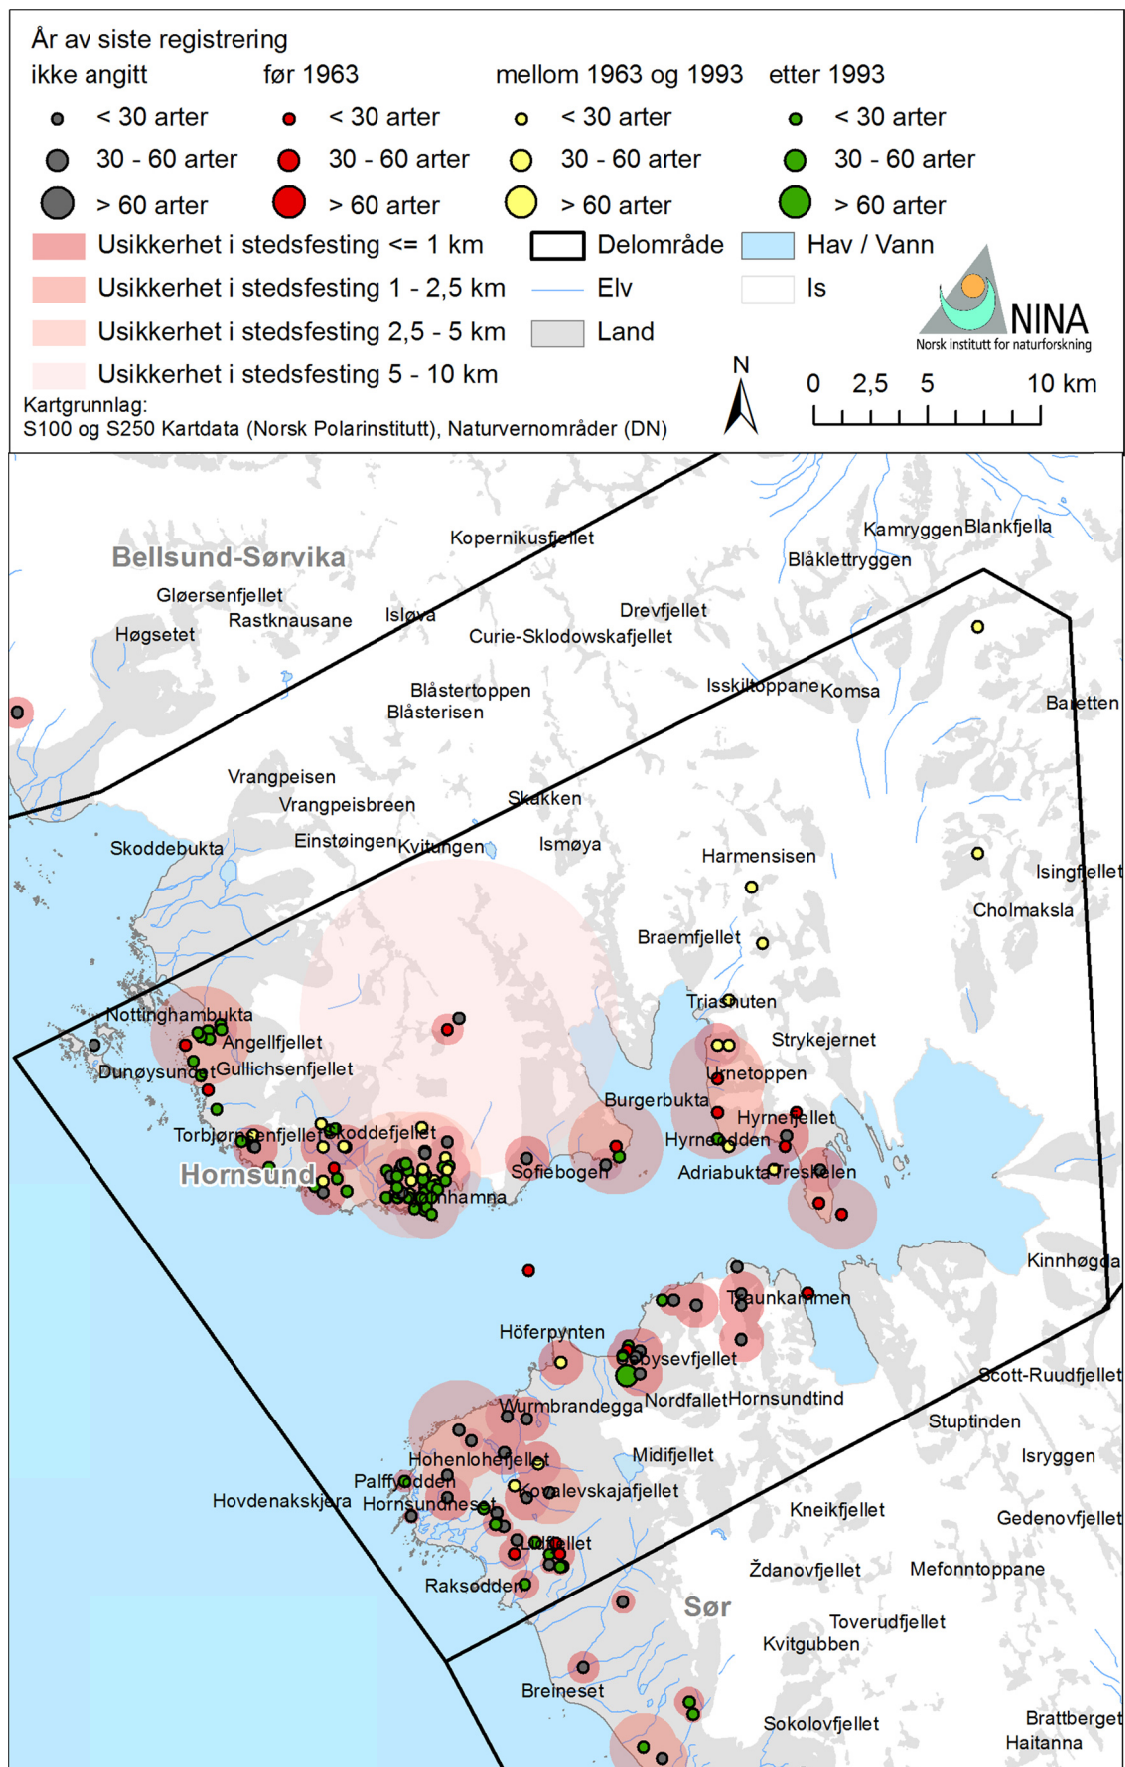 År av siste registrering
ikke angitt før 1963 mellom 1963 og 1993 etter 1993
< 30 arter < 30 arter < 30 arter < 30 arter
30 - 60 arter 30 - 60 arter 30 - 60 arter 30 - 60 arter
> 60 arter > 60 arter > 60 arter > 60 arter
Usikkerhet i stedsfesting <= 1 km Delområde Hav / Vann
Usikkerhet i stedsfesting 1 - 2,5 km Elv Is
Usikkerhet i stedsfesting 2,5 - 5 km Land
Usikkerhet i stedsfesting 5 - 10 km
NINA
Norsk institutt for naturforskning
N
0 2,5 5 10 km
Kartgrunnlag:
S100 og S250 Kartdata (Norsk Polarinstitutt), Naturvernområder (DN)
Kamryggen Blankfjella
Kopernikusfjellet
Bellsund-Sørvika
Blåklettryggen
Gløersenfjellet
Isløva
Drevfjellet
Rastknausane
Høgsetet
Curie-Sklodowskafjellet
Isskiltoppane
Komsa
Blåstertoppen
Baretten
Blåsterisen
Vrangpeisen
Vrangpeisbreen
Skakken
Einstøingen
Kvitungen
Ismøya
Skoddebukta
Harmensisen
Isingfjellet
Cholmaksla
Braemfjellet
Triasnuten
Nottinghambukta
Angellfjellet
Strykejernet
Dunøysundet
Gullichsenfjellet
Urnetoppen
Burgerbukta
Hyrnefjellet
Torbjørnsenfjellet
Skoddefjellet
Hyrneodden
Hornsund
Sofiebogen
Adriabukta
Treskelen
Kinnhøgda
Traunkammen
Höferpynten
Nordfallet
Hornsundtind
Scott-Ruudfjellet
Wurmbrandegga
Stuptinden
Midifjellet
Isryggen
Hohenlohefjellet
Palffyodden
Kovalevskajafjellet
Hovdenakskjera
Hornsundneset
Kneikfjellet
Gedenovfjellet
Lidfjellet
Ždanovfjellet
Mefonntoppane
Raksødden
Sør
Toverudfjellet
Kvitgubben
Breineset
Sokolovfjellet
Brattberget
Haitanna